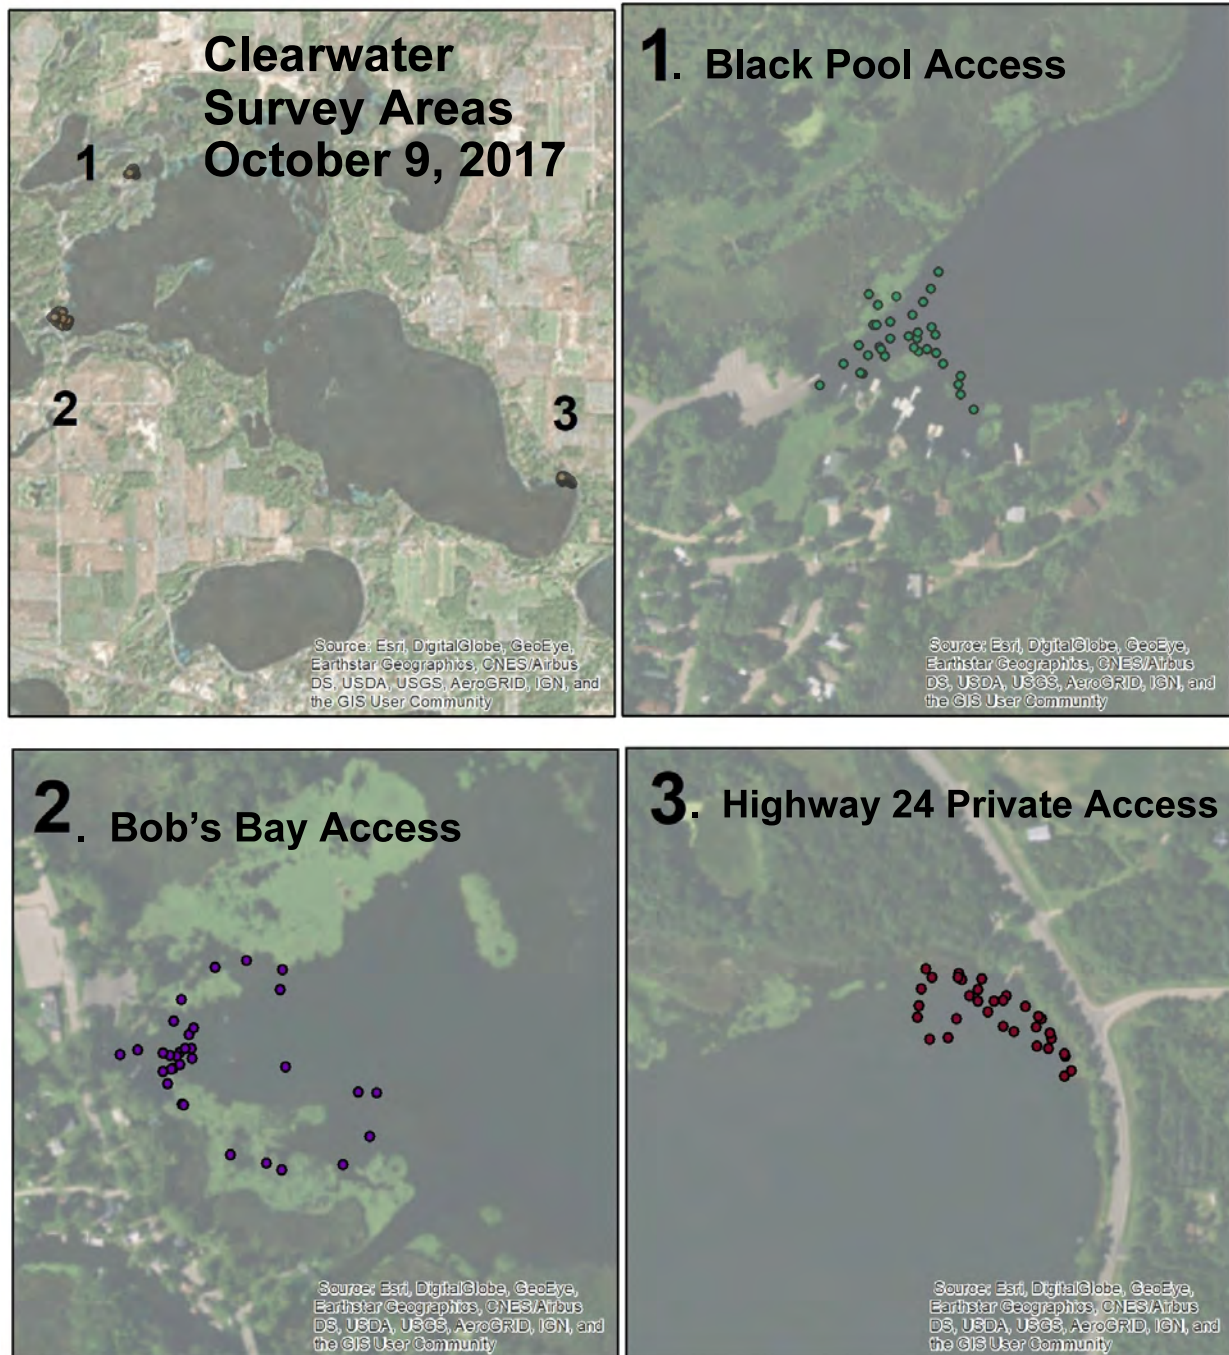 Clearwater
Survey Areas
October 9, 2017
1
2
3
Source: Esri, DigitalGlobe, GeoEye,
Earthstar Geographics, CNES/Airbus
DS, USDA, USGS, AeroGRID, IGN, and
the GIS User Community
1. Black Pool Access
Source: Esri, DigitalGlobe, GeoEye,
Earthstar Geographics, CNES/Airbus
DS, USDA, USGS, AeroGRID, IGN, and
the GIS User Community
2. Bob's Bay Access
Source: Esri, DigitalGlobe, GeoEye,
Earthstar Geographics, CNES/Airbus
DS, USDA, USGS, AeroGRID, IGN, and
the GIS User Community
3. Highway 24 Private Access
Source: Esri, DigitalGlobe, GeoEye,
Earthstar Geographics, CNES/Airbus
DS, USDA, USGS, AeroGRID, IGN, and
the GIS User Community